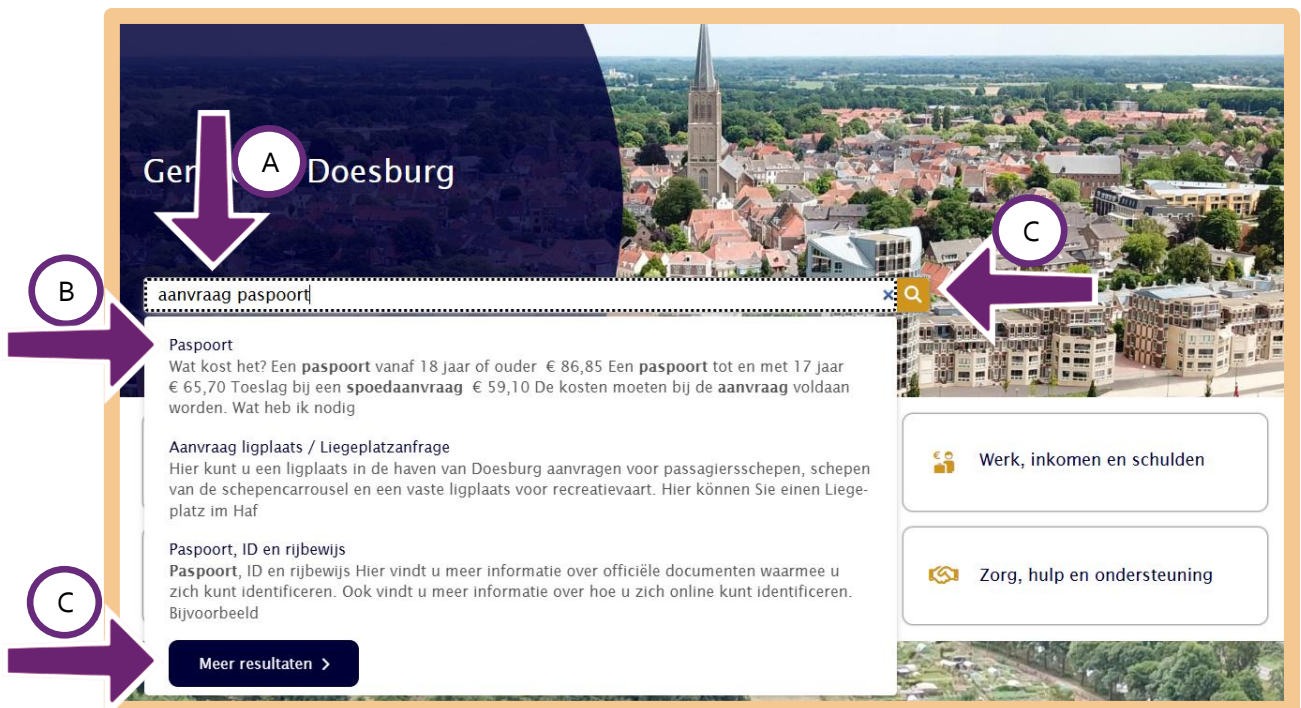 A
Ge Doesburg
C
B
aanvraag paspoort
Paspoort
Wat kost het? Een paspoort vanaf 18 jaar of ouder € 86,85 Een paspoort tot en met 17 jaar
€ 65,70 Toeslag bij een spoedaanvraag € 59,10 De kosten moeten bij de aanvraag voldaan
worden. Wat heb ik nodig
Aanvraag ligplaats / Liegeplatzanfrage
Hier kunt u een ligplaats in de haven van Doesburg aanvragen voor passagiersschepen, schepen
van de schepencarrousel en een vaste ligplaats voor recreatievaart. Hier können Sie einen Liege-
platz im Haf
Paspoort, ID en rijbewijs
Paspoort, ID en rijbewijs Hier vindt u meer informatie over officiële documenten waarmee u
zich kunt identificeren. Ook vindt u meer informatie over hoe u zich online kunt identificeren.
Bijvoorbeeld
C
Meer resultaten
Werk, inkomen en schulden
Zorg, hulp en ondersteuning